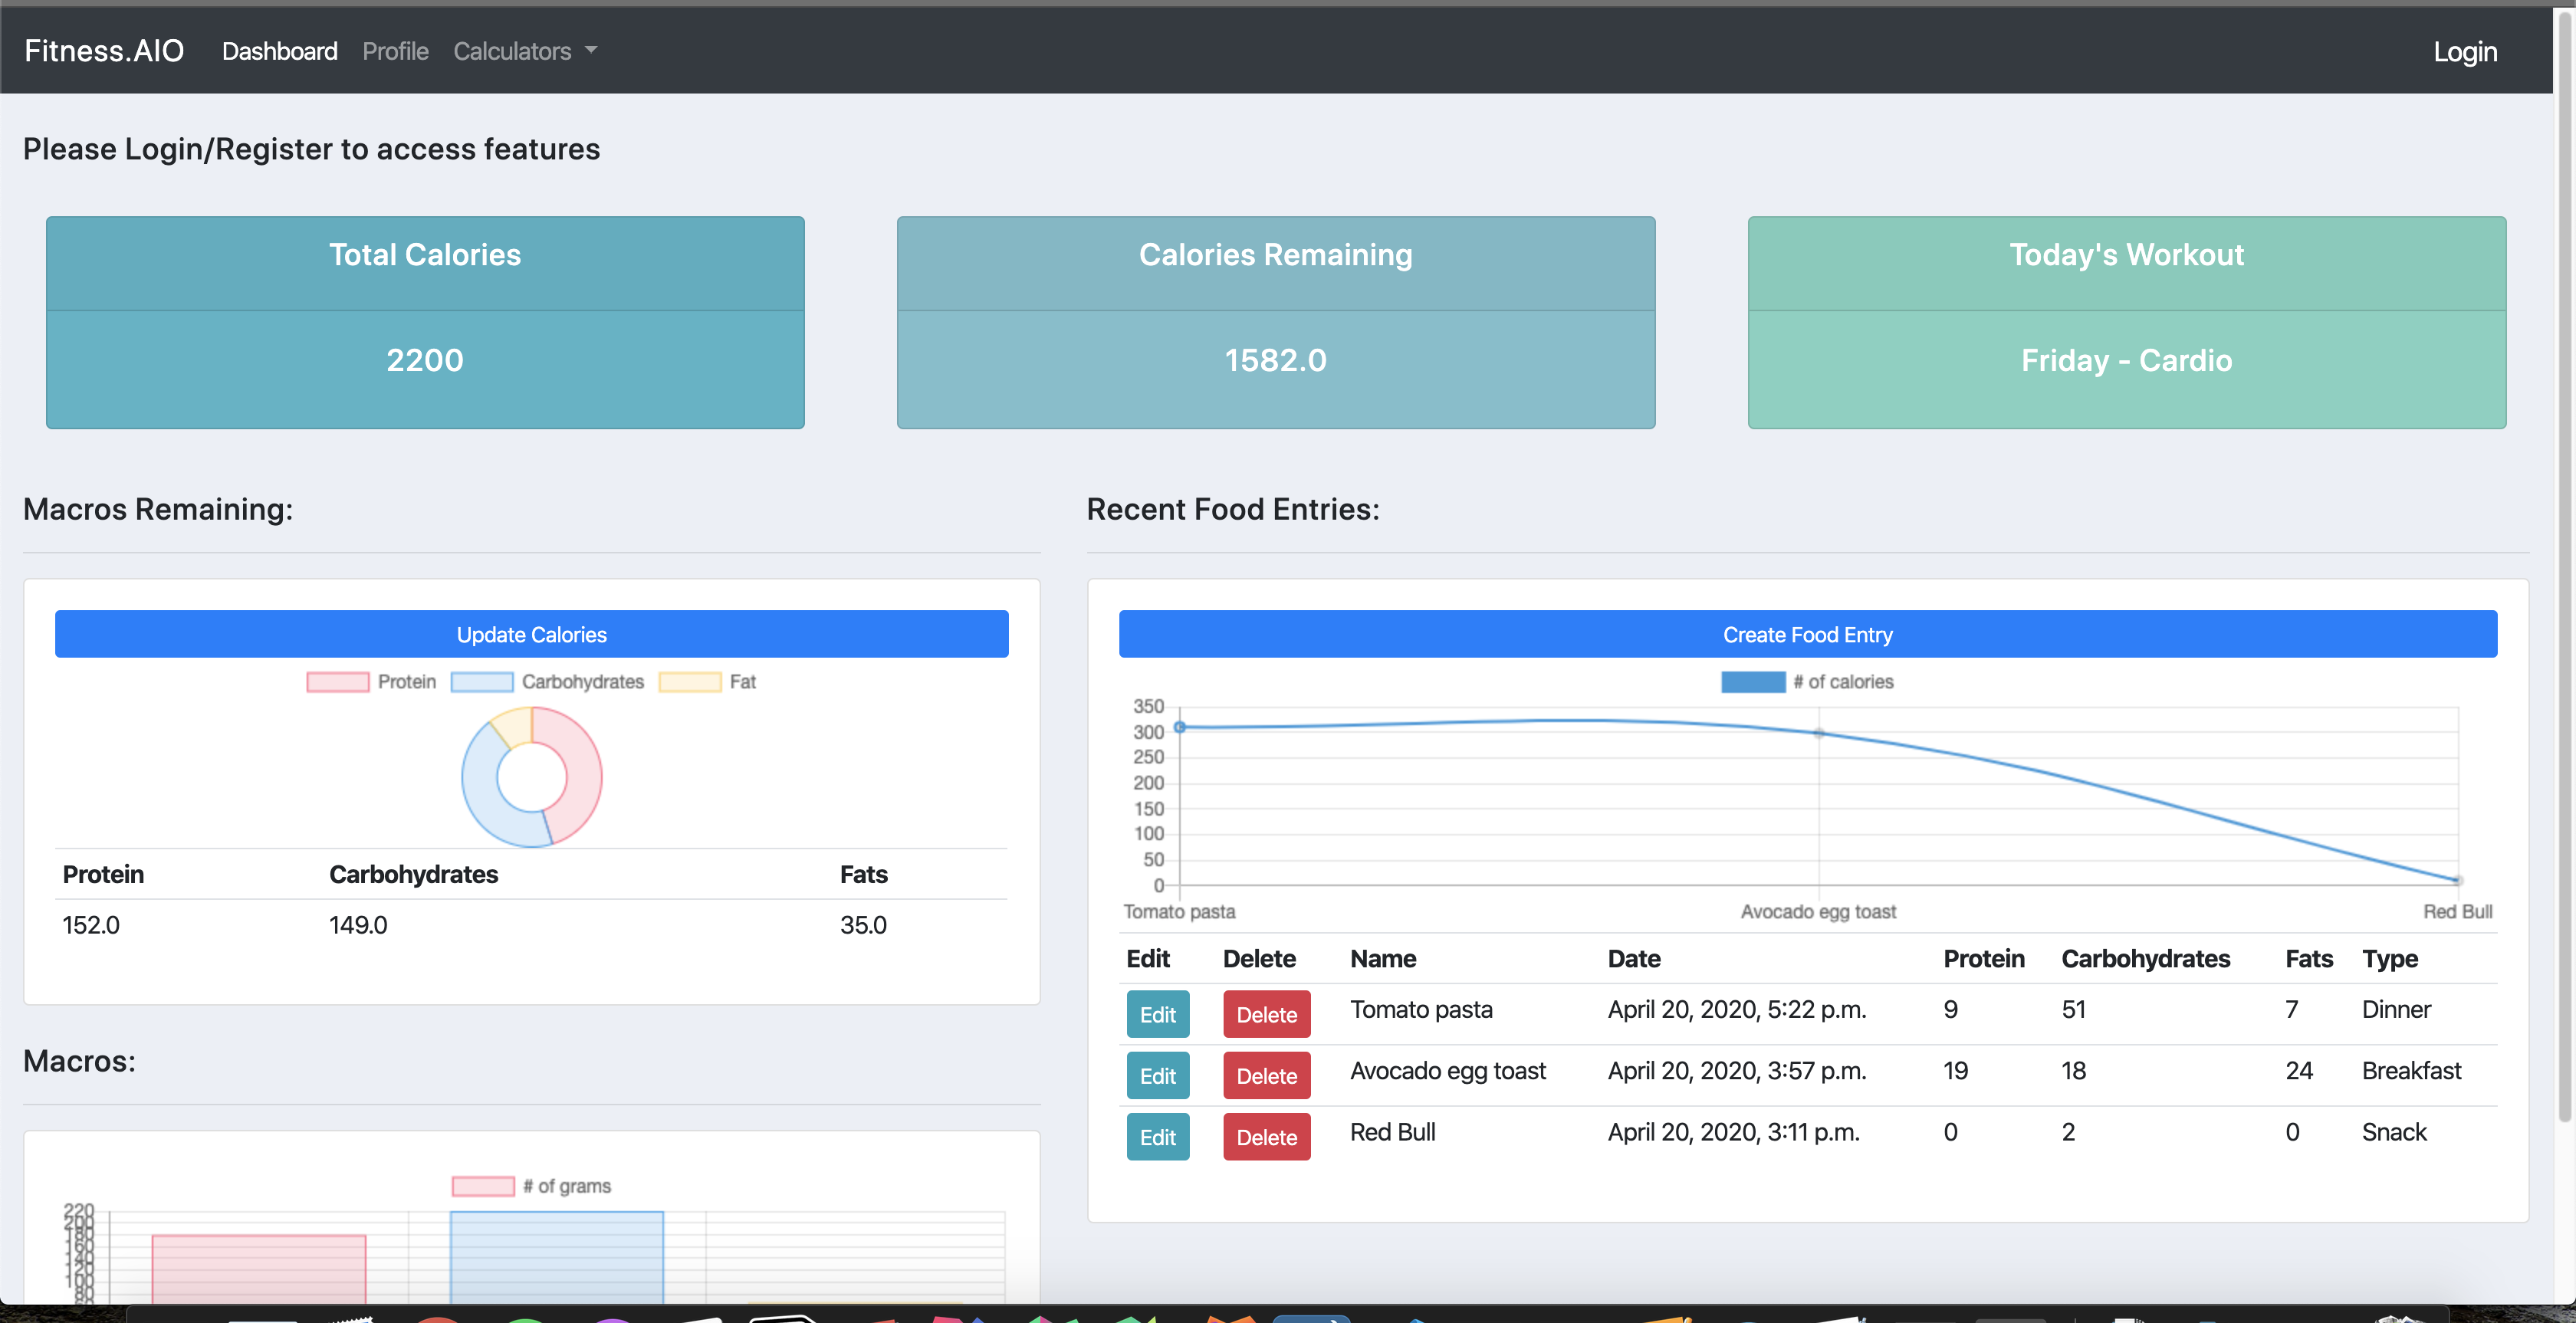 Fitness.AIO Dashboard Profile Calculators Login
Please Login/Register to access features
Total Calories
2200
Calories Remaining
1582.0
Today's Workout
Friday - Cardio
Macros Remaining:
Update Calories
Protein Carbohydrates Fat
Protein Carbohydrates Fats
152.0 149.0 35.0
Macros:
# of grams
220
200
180
160
140
120
100
80
Recent Food Entries:
Create Food Entry
# of calories
350
300
250
200
150
100
50
0
Tomato pasta Avocado egg toast Red Bull
Edit Delete Name Date Protein Carbohydrates Fats Type
Edit Delete Tomato pasta April 20, 2020, 5:22 p.m. 9 51 7 Dinner
Edit Delete Avocado egg toast April 20, 2020, 3:57 p.m. 19 18 24 Breakfast
Edit Delete Red Bull April 20, 2020, 3:11 p.m. 0 2 0 Snack